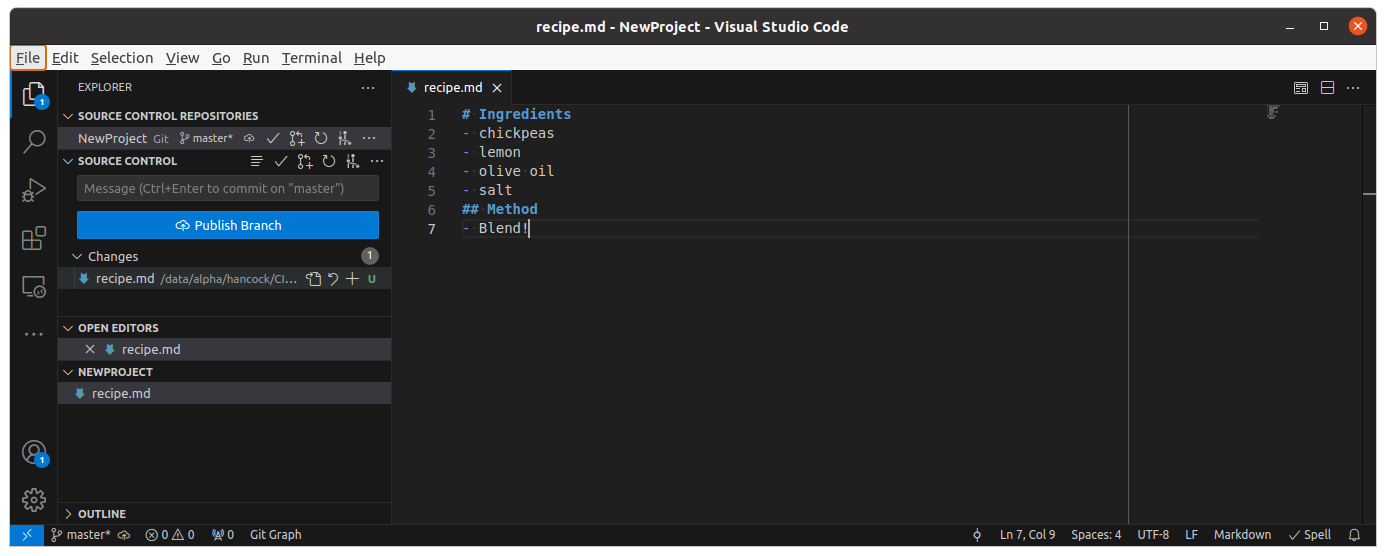 recipe.md - NewProject - Visual Studio Code
File Edit Selection View Go Run Terminal Help
1
EXPLORER
SOURCE CONTROL REPOSITORIES
NewProject Git master*
SOURCE CONTROL
Message (Ctrl+Enter to commit on "master")
Publish Branch
Changes 1
recipe.md /data/alpha/hancock/CI... U
OPEN EDITORS
recipe.md
NEWPROJECT
recipe.md
1
OUTLINE
recipe.md
1 # Ingredients
2 - chickpeas
3 - lemon
4 - olive oil
5 - salt
6 ## Method
7 - Blend!
master* 0 0 0 Git Graph Ln 7, Col 9 Spaces: 4 UTF-8 LF Markdown Spell